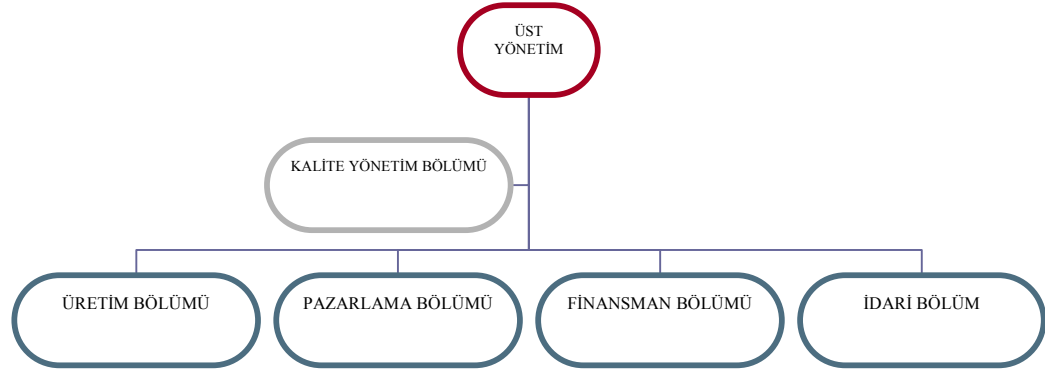 ÜST
YÖNETİM
KALİTE YÖNETİM BÖLÜMÜ
ÜRETİM BÖLÜMÜ
PAZARLAMA BÖLÜMÜ
FİNANSMAN BÖLÜMÜ
İDARİ BÖLÜM